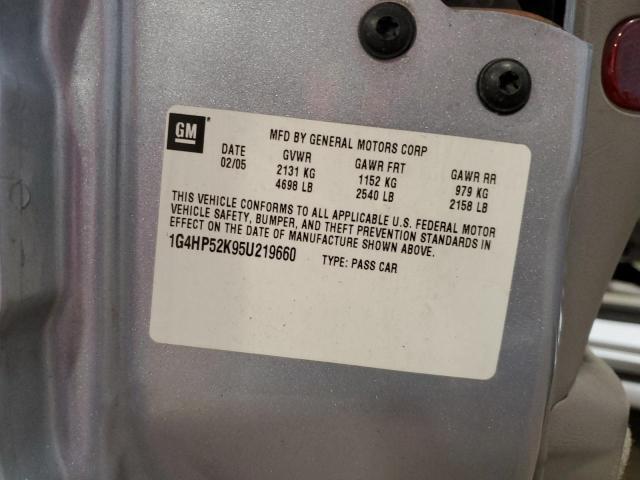 GM
MFD BY GENERAL MOTORS CORP
DATE GVWR GAWR FRT GAWR RR
02/05 2131 KG 1152 KG 979 KG
4698 LB 2540 LB 2158 LB
THIS VEHICLE CONFORMS TO ALL APPLICABLE U.S. FEDERAL MOTOR
VEHICLE SAFETY, BUMPER, AND THEFT PREVENTION STANDARDS IN
EFFECT ON THE DATE OF MANUFACTURE SHOWN ABOVE.
1G4HP52K95U219660 TYPE: PASS CAR